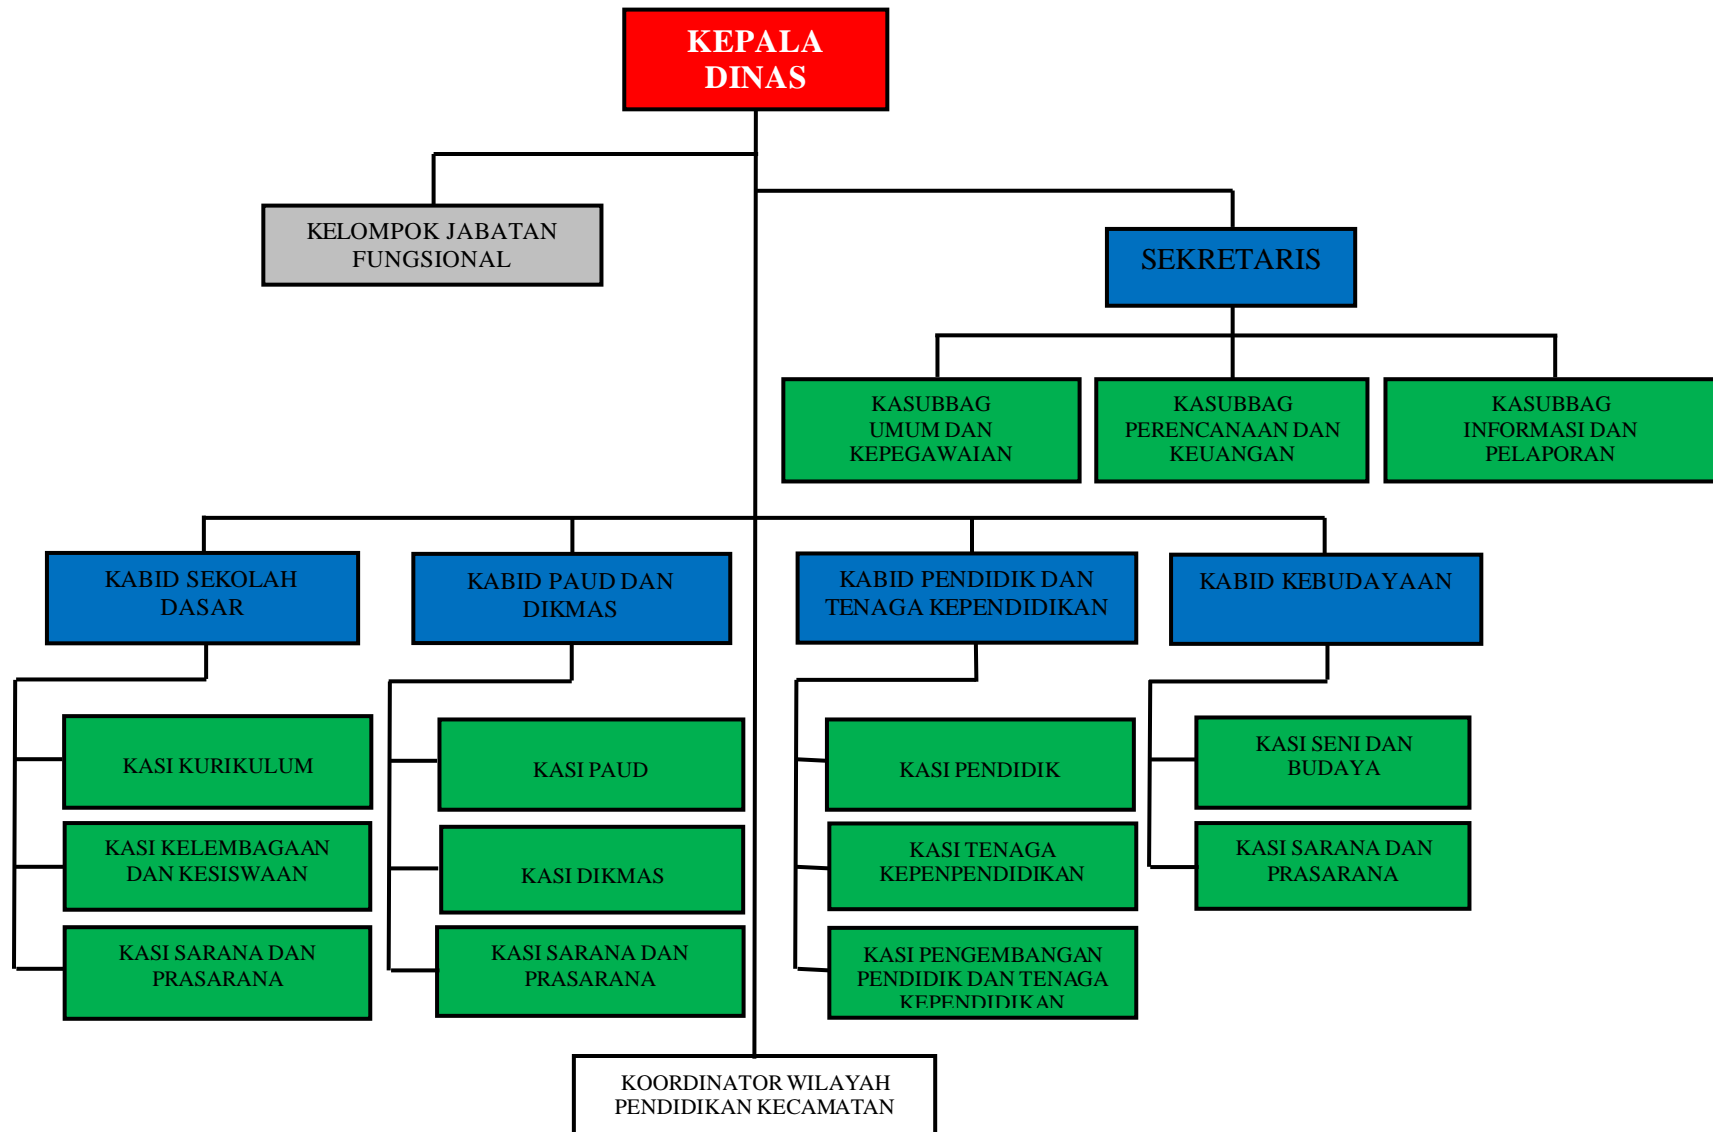 KEPALA
DINAS
KELOMPOK JABATAN
FUNGSIONAL
SEKRETARIS
KASUBBAG
UMUM DAN
KEPEGAWAIAN
KASUBBAG
PERENCANAAN DAN
KEUANGAN
KASUBBAG
INFORMASI DAN
PELAPORAN
KABID SEKOLAH
DASAR
KABID PAUD DAN
DIKMAS
KABID PENDIDIK DAN
TENAGA KEPENDIDIKAN
KABID KEBUDAYAAN
KASI KURIKULUM
KASI KELEMBAGAAN
DAN KESISWAAN
KASI SARANA DAN
PRASARANA
KASI PAUD
KASI DIKMAS
KASI SARANA DAN
PRASARANA
KASI PENDIDIK
KASI TENAGA
KEPENPENDIDIKAN
KASI PENGEMBANGAN
PENDIDIK DAN TENAGA
KEPENDIDIKAN
KASI SENI DAN
BUDAYA
KASI SARANA DAN
PRASARANA
KOORDINATOR WILAYAH
PENDIDIKAN KECAMATAN